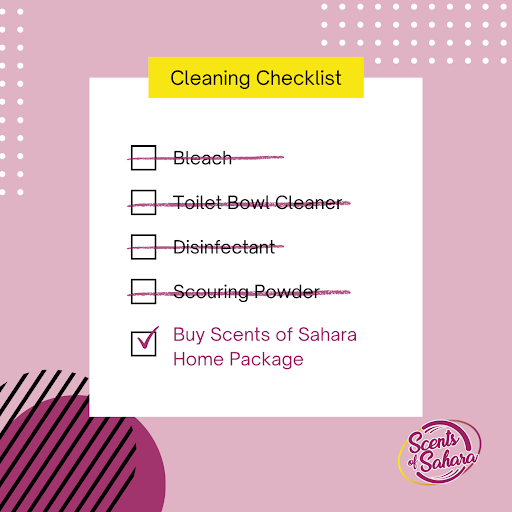 Cleaning Checklist
Bleach
Toilet Bowl Cleaner
Disinfectant
Scouring Powder
Buy Scents of Sahara
Home Package
Scents
of Sahara